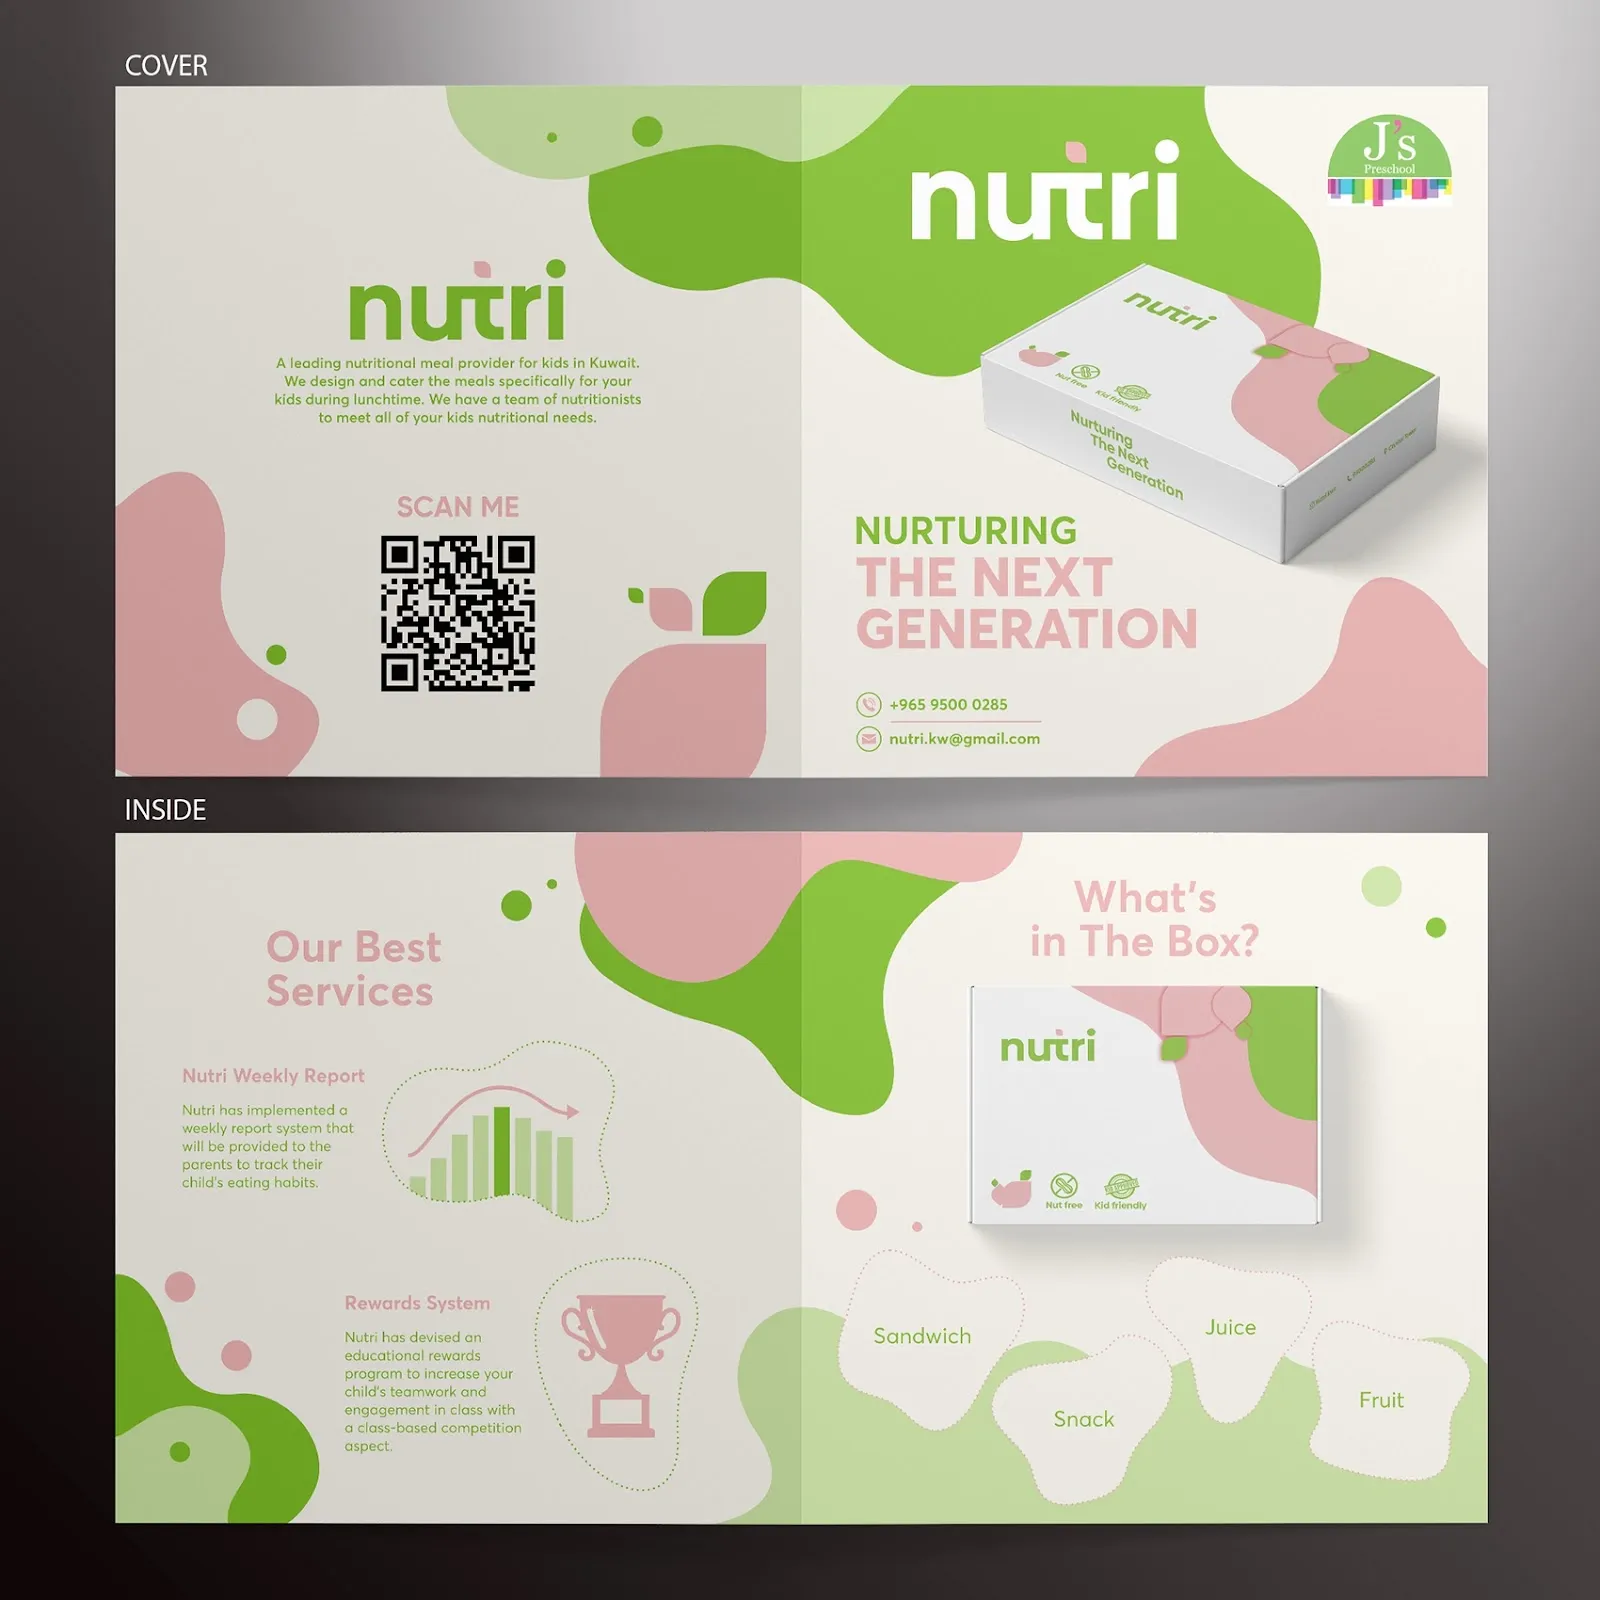 COVER
nutri
A leading nutritional meal provider for kids in Kuwait.
We design and cater the meals specifically for your
kids during lunchtime. We have a team of nutritionists
to meet all of your kids nutritional needs.
SCAN ME
nutri
J's
Preschool
nutri
Nut free
Kid friendly
Nurturing
The Next
Generation
NURTURING
THE NEXT
GENERATION
+965 9500 0285
nutri.kw@gmail.com
INSIDE
Our Best
Services
Nutri Weekly Report
Nutri has implemented a
weekly report system that
will be provided to the
parents to track their
child's eating habits.
Rewards System
Nutri has devised an
educational rewards
program to increase your
child's teamwork and
engagement in class with
a class-based competition
aspect.
What's
in The Box?
nutri
Nut free
Kid friendly
Sandwich
Snack
Juice
Fruit